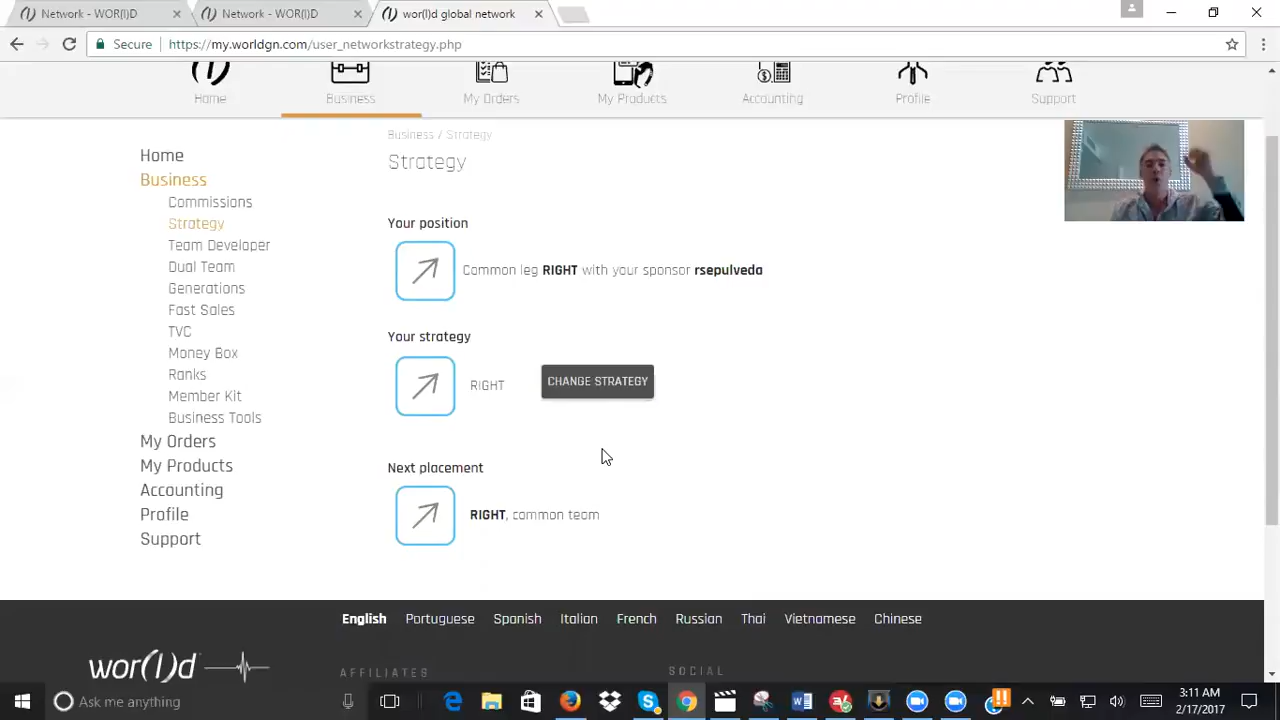 Network - WOR(l)D
Network - WOR(l)D
wor(l)d global network
Secure
https://my.worldgn.com/user_networkstrategy.php
Home
Business
My Orders
My Products
Accounting
Profile
Support
Business / Strategy
Strategy
Home
Business
Commissions
Strategy
Team Developer
Dual Team
Generations
Fast Sales
TVC
Money Box
Ranks
Member Kit
Business Tools
My Orders
My Products
Accounting
Profile
Support
Your position
Common leg RIGHT with your sponsor rsepulveda
Your strategy
RIGHT
CHANGE STRATEGY
Next placement
RIGHT, common team
English Portuguese Spanish Italian French Russian Thai Vietnamese Chinese
wor(l)d
AFFILIATES
SOCIAL
Ask me anything
3:11 AM
2/17/2017